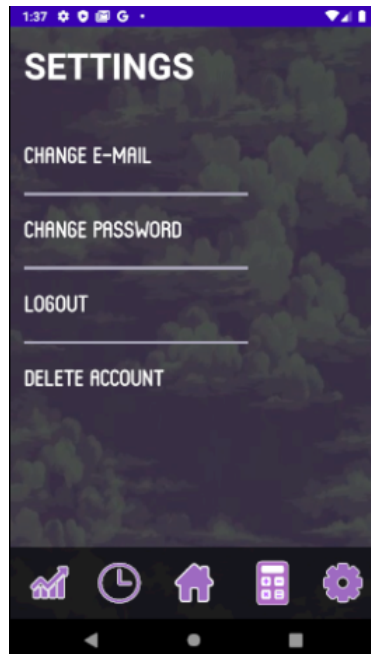 1:37 G
SETTINGS
CHANGE E-MAIL
CHANGE PASSWORD
LOGOUT
DELETE ACCOUNT